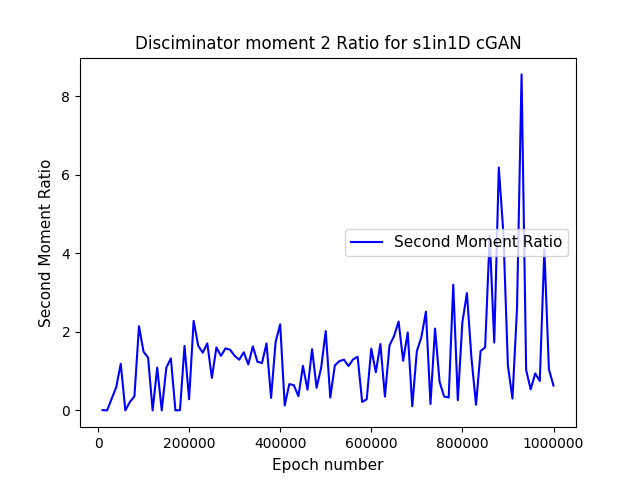 Disciminator moment 2 Ratio for s1in1D cGAN
Second Moment Ratio
8
6
4
2
0
Second Moment Ratio
0
200000
400000
600000
800000
1000000
Epoch number